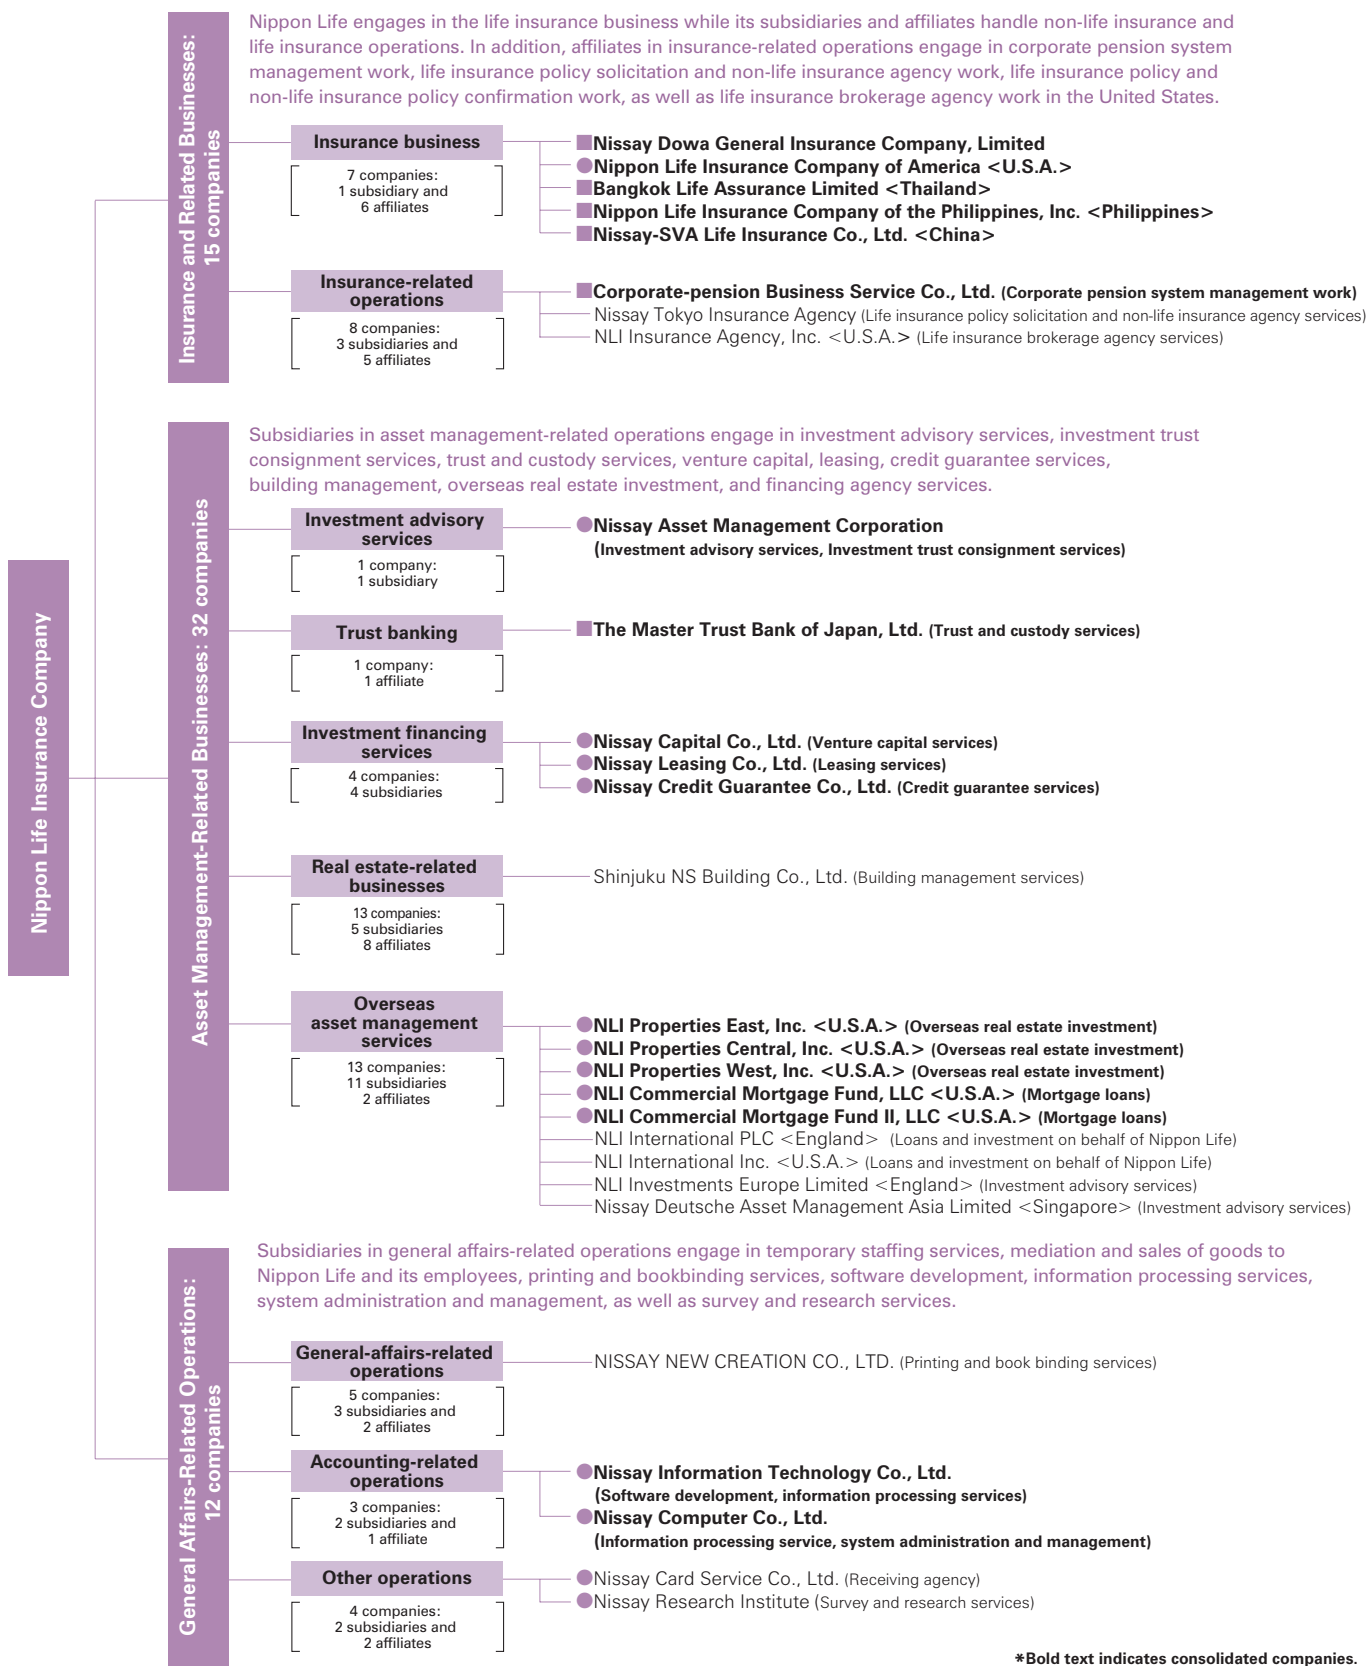 Nippon Life Insurance Company
Insurance and Related Businesses:
15 companies
Nippon Life engages in the life insurance business while its subsidiaries and affiliates handle non-life insurance and
life insurance operations. In addition, affiliates in insurance-related operations engage in corporate pension system
management work, life insurance policy solicitation and non-life insurance agency work, life insurance policy and
non-life insurance policy confirmation work, as well as life insurance brokerage agency work in the United States.
Insurance business
7 companies:
1 subsidiary and
6 affiliates
■Nissay Dowa General Insurance Company, Limited
●Nippon Life Insurance Company of America <U.S.A.>
■Bangkok Life Assurance Limited <Thailand>
■Nippon Life Insurance Company of the Philippines, Inc. <Philippines>
■Nissay-SVA Life Insurance Co., Ltd. <China>
Insurance-related
operations
8 companies:
3 subsidiaries and
5 affiliates
■Corporate-pension Business Service Co., Ltd. (Corporate pension system management work)
Nissay Tokyo Insurance Agency (Life insurance policy solicitation and non-life insurance agency services)
NLI Insurance Agency, Inc. <U.S.A.> (Life insurance brokerage agency services)
Asset Management-Related Businesses: 32 companies
Subsidiaries in asset management-related operations engage in investment advisory services, investment trust
consignment services, trust and custody services, venture capital, leasing, credit guarantee services,
building management, overseas real estate investment, and financing agency services.
Investment advisory
services
1 company:
1 subsidiary
●Nissay Asset Management Corporation
(Investment advisory services, Investment trust consignment services)
Trust banking
1 company:
1 affiliate
■The Master Trust Bank of Japan, Ltd. (Trust and custody services)
Investment financing
services
4 companies:
4 subsidiaries
●Nissay Capital Co., Ltd. (Venture capital services)
●Nissay Leasing Co., Ltd. (Leasing services)
●Nissay Credit Guarantee Co., Ltd. (Credit guarantee services)
Real estate-related
businesses
13 companies:
5 subsidiaries
8 affiliates
Shinjuku NS Building Co., Ltd. (Building management services)
Overseas
asset management
services
13 companies:
11 subsidiaries
2 affiliates
●NLI Properties East, Inc. <U.S.A.> (Overseas real estate investment)
●NLI Properties Central, Inc. <U.S.A.> (Overseas real estate investment)
●NLI Properties West, Inc. <U.S.A.> (Overseas real estate investment)
●NLI Commercial Mortgage Fund, LLC <U.S.A.> (Mortgage loans)
●NLI Commercial Mortgage Fund II, LLC <U.S.A.> (Mortgage loans)
NLI International PLC <England> (Loans and investment on behalf of Nippon Life)
NLI International Inc. <U.S.A.> (Loans and investment on behalf of Nippon Life)
NLI Investments Europe Limited <England> (Investment advisory services)
Nissay Deutsche Asset Management Asia Limited <Singapore> (Investment advisory services)
General Affairs-Related Operations:
12 companies
Subsidiaries in general affairs-related operations engage in temporary staffing services, mediation and sales of goods to
Nippon Life and its employees, printing and bookbinding services, software development, information processing services,
system administration and management, as well as survey and research services.
General-affairs-related
operations
5 companies:
3 subsidiaries and
2 affiliates
NISSAY NEW CREATION CO., LTD. (Printing and book binding services)
Accounting-related
operations
3 companies:
2 subsidiaries and
1 affiliate
●Nissay Information Technology Co., Ltd.
(Software development, information processing services)
●Nissay Computer Co., Ltd.
(Information processing service, system administration and management)
Other operations
4 companies:
2 subsidiaries and
2 affiliates
●Nissay Card Service Co., Ltd. (Receiving agency)
●Nissay Research Institute (Survey and research services)
*Bold text indicates consolidated companies.